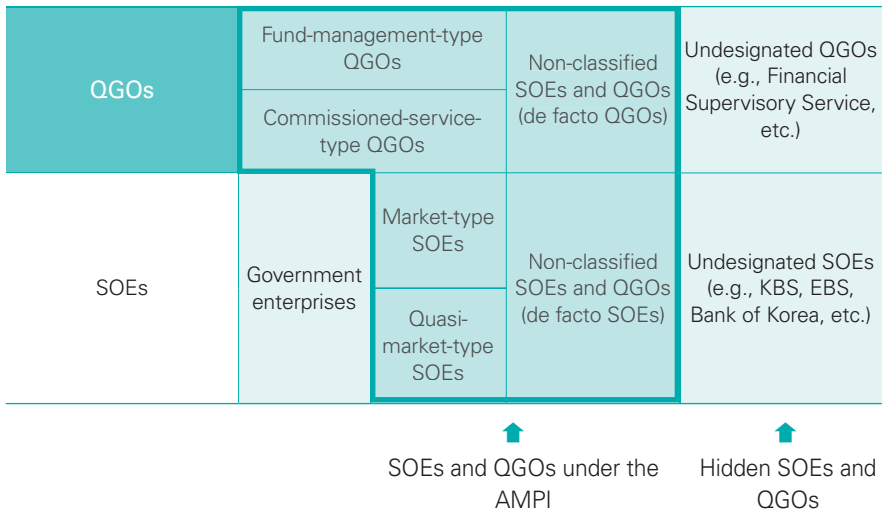 QGOs
Fund-management-type
QGOs
Commissioned-service-
type QGOs
Non-classified
SOEs and QGOs
(de facto QGOs)
Undesignated QGOs
(e.g., Financial
Supervisory Service,
etc.)
SOEs
Government
enterprises
Market-type
SOEs
Quasi-
market-type
SOEs
Non-classified
SOEs and QGOs
(de facto SOEs)
Undesignated SOEs
(e.g., KBS, EBS,
Bank of Korea, etc.)
SOEs and QGOs under the
AMPI
Hidden SOEs and
QGOs